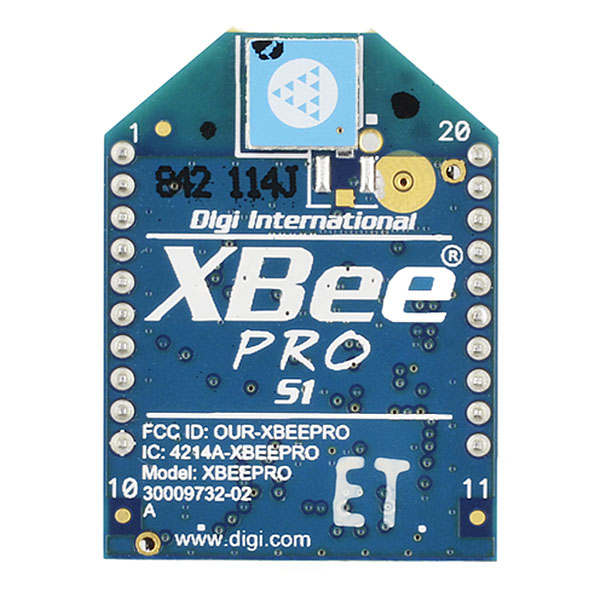 1 20
842 114J
Digi International
XBee®
PRO
S1
FCC ID: OUR-XBEEPRO
IC: 4214A-XBEEPRO
Model: XBEEPRO
30009732-02
A
ET
10 11
www.digi.com